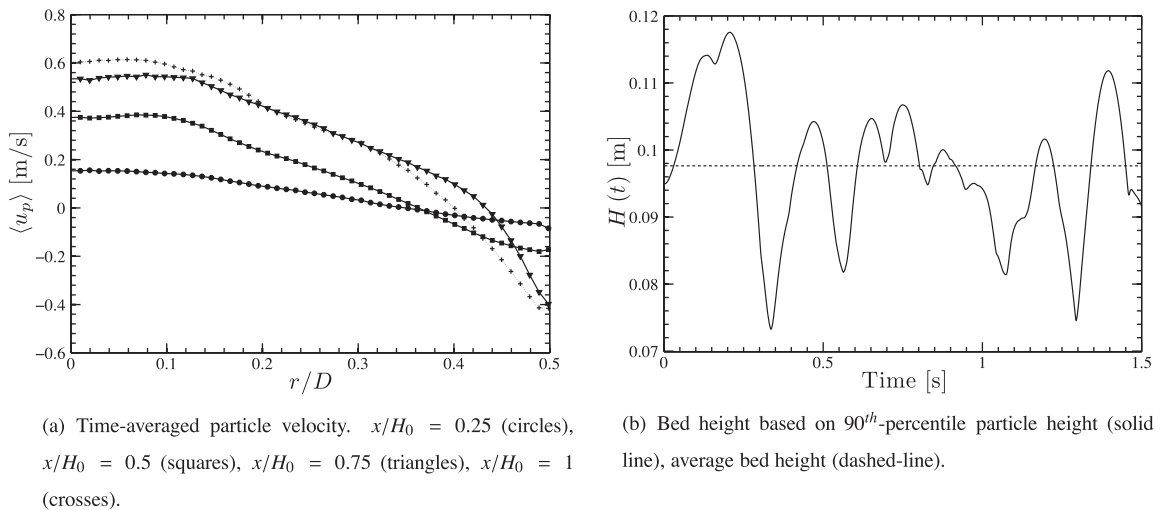 0.8
0.6
0.4
0.2
0
−0.2
−0.4
−0.6
⟨u_p⟩ [m/s]
0 0.1 0.2 0.3 0.4 0.5
r/D
(a) Time-averaged particle velocity. x/H_0 = 0.25 (circles),
x/H_0 = 0.5 (squares), x/H_0 = 0.75 (triangles), x/H_0 = 1
(crosses).
0.12
0.11
0.1
0.09
0.08
0.07
H (t) [m]
0 0.5 1 1.5
Time [s]
(b) Bed height based on 90^th-percentile particle height (solid
line), average bed height (dashed-line).